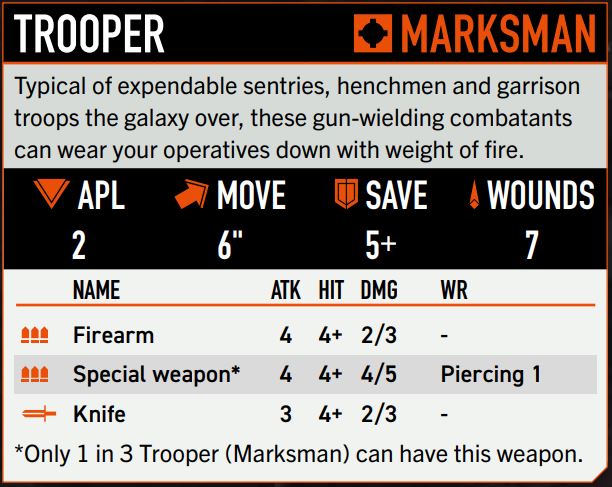 TROOPER MARKSMAN
Typical of expendable sentries, henchmen and garrison
troops the galaxy over, these gun-wielding combatants
can wear your operatives down with weight of fire.
APL MOVE SAVE WOUNDS
2 6" 5+ 7
NAME ATK HIT DMG WR
Firearm 4 4+ 2/3 -
Special weapon* 4 4+ 4/5 Piercing 1
Knife 3 4+ 2/3 -
*Only 1 in 3 Trooper (Marksman) can have this weapon.